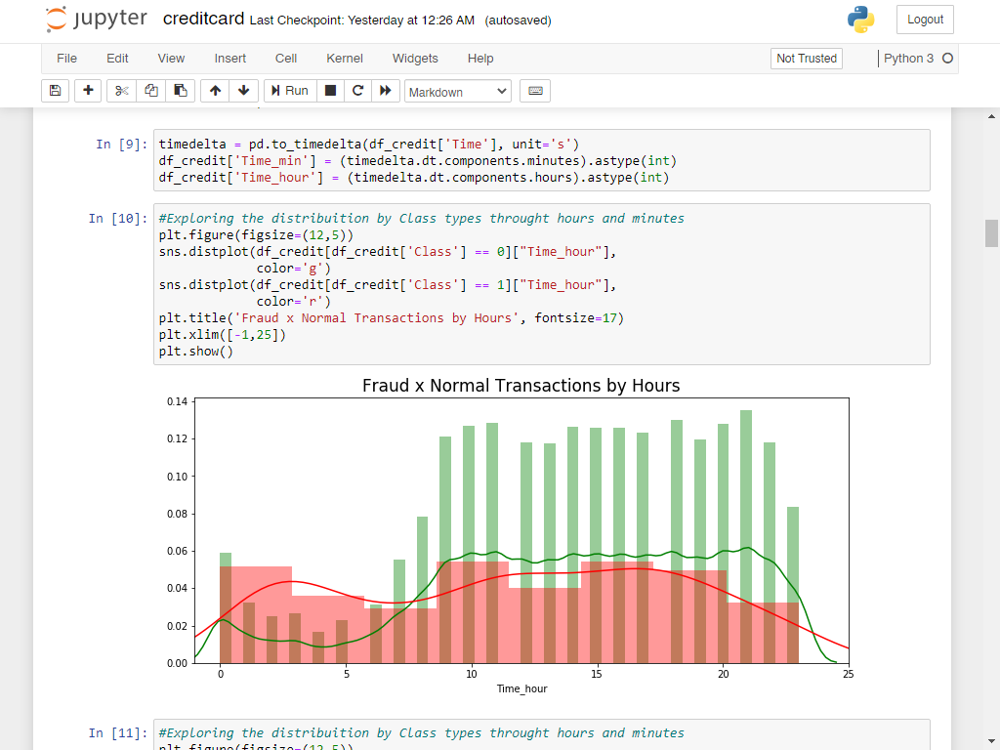 jupyter creditcard Last Checkpoint: Yesterday at 12:26 AM (autosaved)
Logout
File Edit View Insert Cell Kernel Widgets Help
Not Trusted
Python 3
Run
Markdown
In [9]:
timedelta = pd.to_timedelta(df_credit['Time'], unit='s')
df_credit['Time_min'] = (timedelta.dt.components.minutes).astype(int)
df_credit['Time_hour'] = (timedelta.dt.components.hours).astype(int)
In [10]:
#Exploring the distribuition by Class types throught hours and minutes
plt.figure(figsize=(12,5))
sns.distplot(df_credit[df_credit['Class'] == 0]["Time_hour"],
color='g')
sns.distplot(df_credit[df_credit['Class'] == 1]["Time_hour"],
color='r')
plt.title('Fraud x Normal Transactions by Hours', fontsize=17)
plt.xlim([-1,25])
plt.show()
Fraud x Normal Transactions by Hours
0.14
0.12
0.10
0.08
0.06
0.04
0.02
0.00
0 5 10 15 20 25
Time_hour
In [11]:
#Exploring the distribuition by Class types throught hours and minutes
plt.figure(figsize=(12,5))